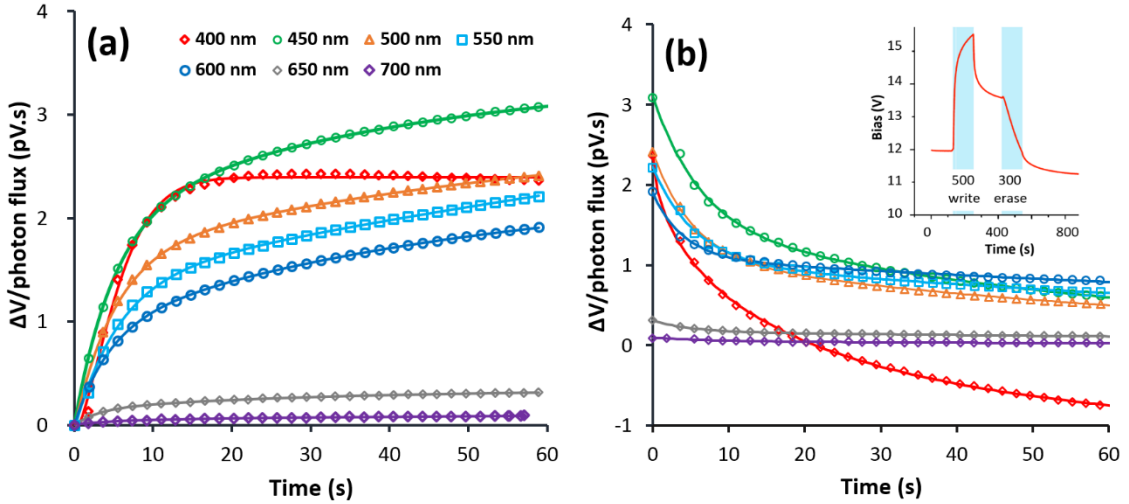 (a)
400 nm 450 nm 500 nm 550 nm
600 nm 650 nm 700 nm
ΔV/photon flux (pV.s)
4
3
2
1
0
0 10 20 30 40 50 60
Time (s)
(b)
ΔV/photon flux (pV.s)
4
3
2
1
0
-1
0 10 20 30 40 50 60
Time (s)
Bias (V)
15
14
13
12
11
10
500 300
write erase
0 400 800
Time (s)